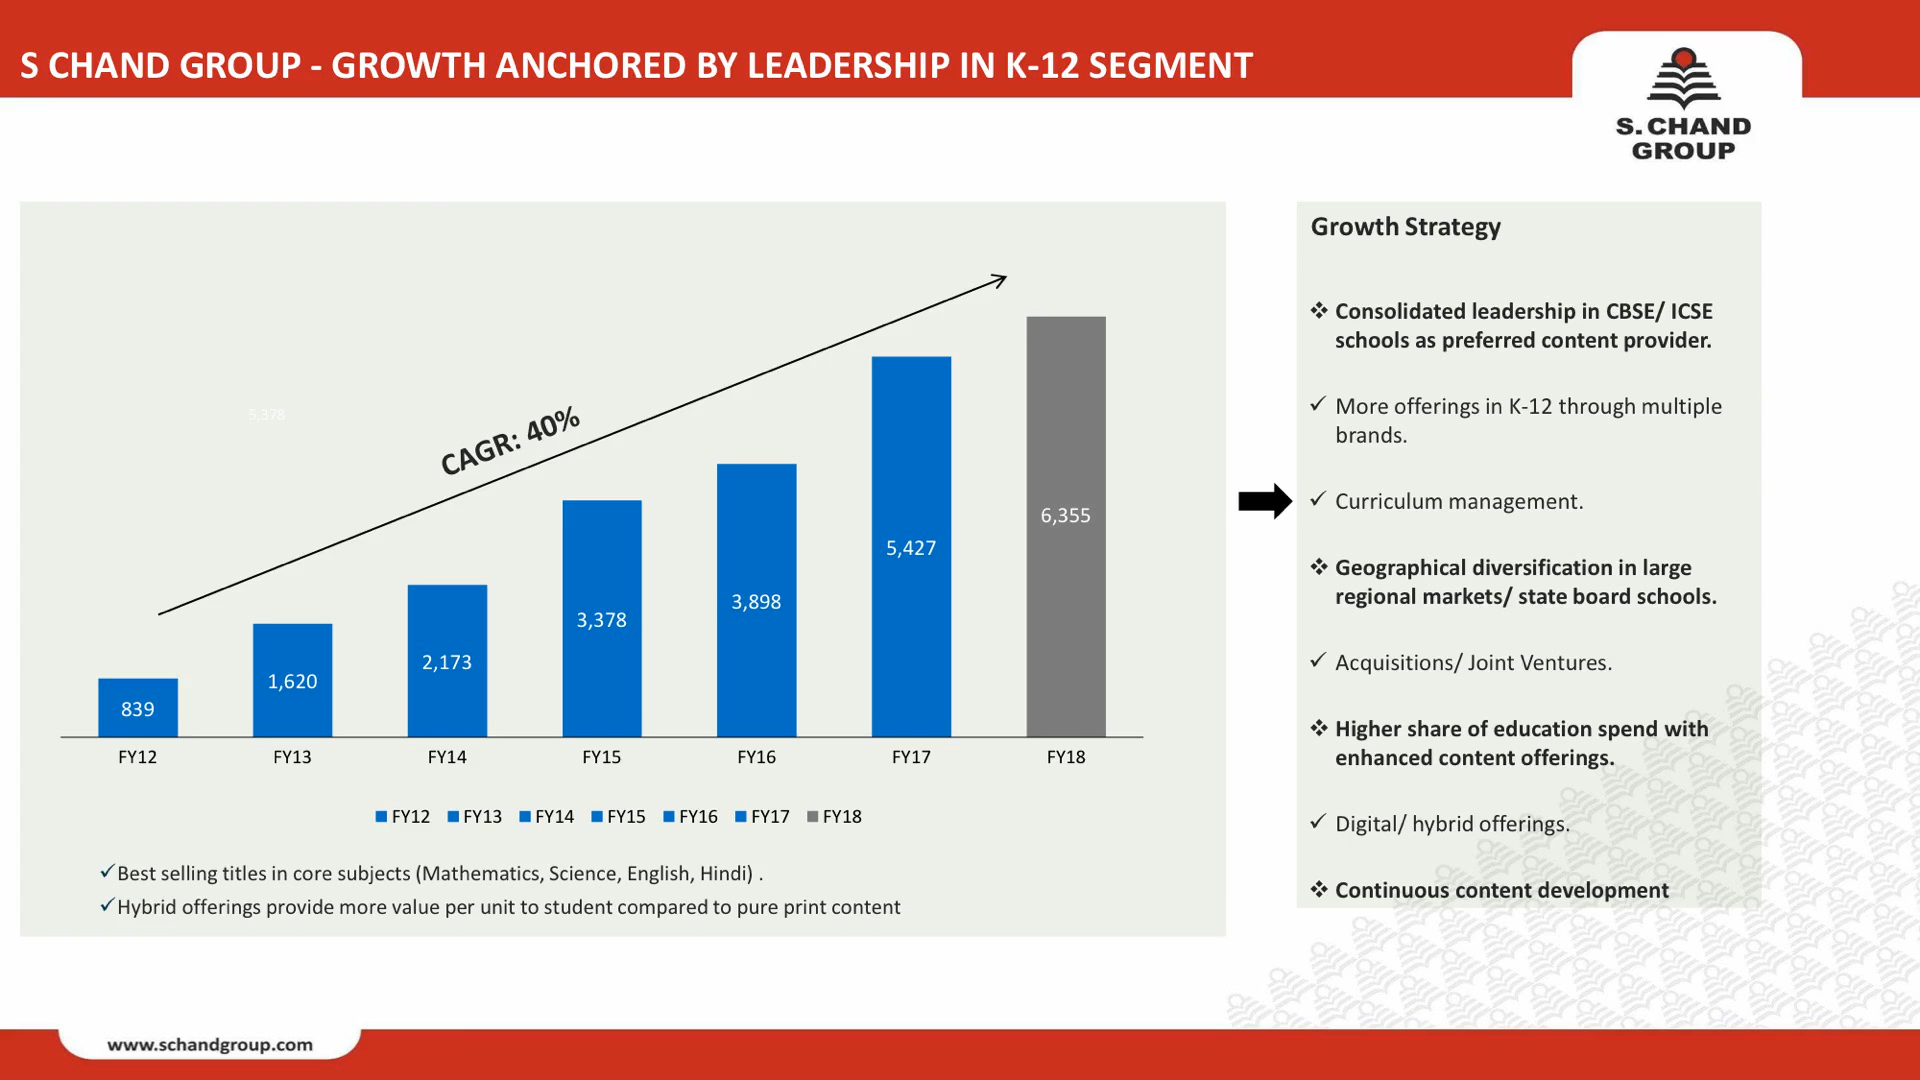 S CHAND GROUP - GROWTH ANCHORED BY LEADERSHIP IN K-12 SEGMENT
S. CHAND
GROUP
5,378
CAGR: 40%
839
1,620
2,173
3,378
3,898
5,427
6,355
FY12
FY13
FY14
FY15
FY16
FY17
FY18
FY12 FY13 FY14 FY15 FY16 FY17 FY18
✓Best selling titles in core subjects (Mathematics, Science, English, Hindi) .
✓Hybrid offerings provide more value per unit to student compared to pure print content
Growth Strategy
❖ Consolidated leadership in CBSE/ ICSE
schools as preferred content provider.
✓ More offerings in K-12 through multiple
brands.
✓ Curriculum management.
❖ Geographical diversification in large
regional markets/ state board schools.
✓ Acquisitions/ Joint Ventures.
❖ Higher share of education spend with
enhanced content offerings.
✓ Digital/ hybrid offerings.
❖ Continuous content development
www.schandgroup.com